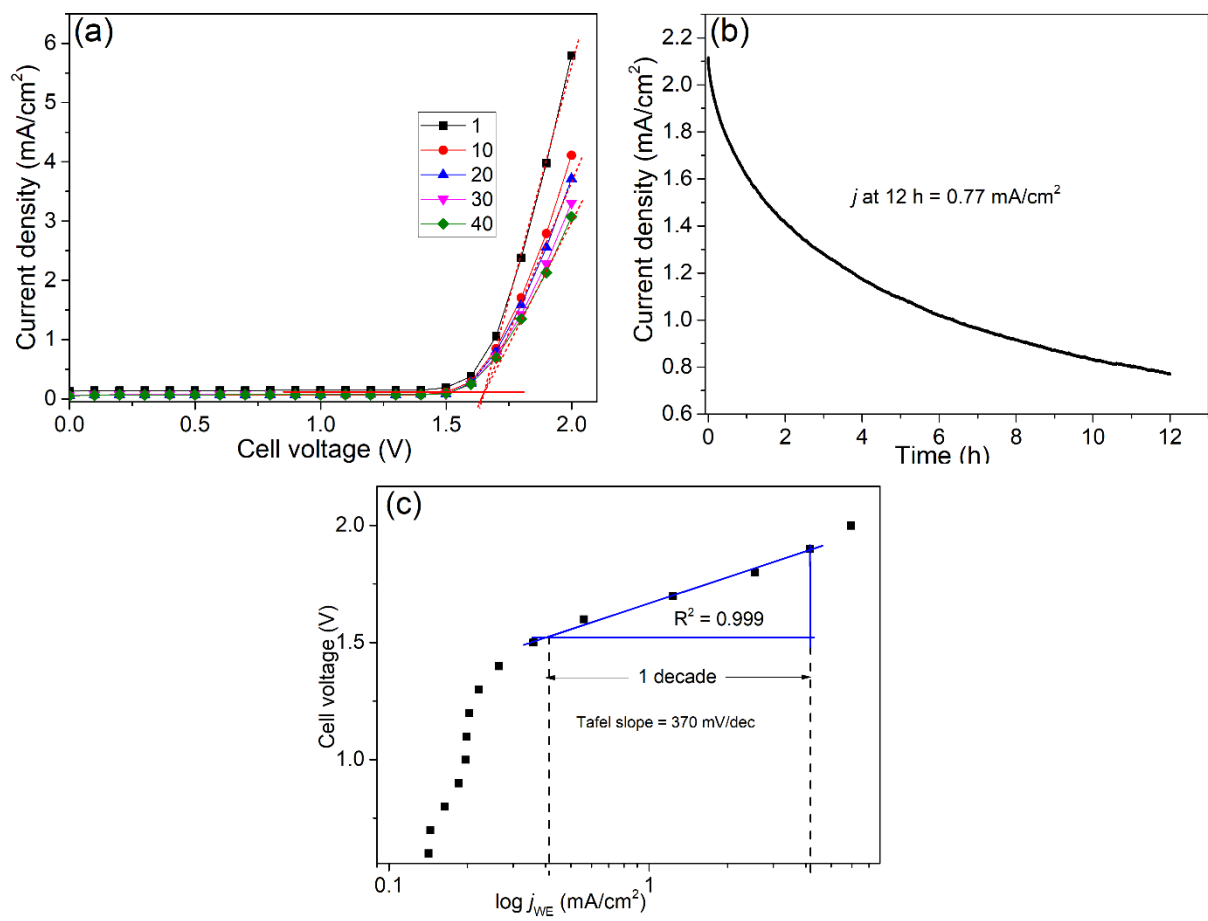 (a)
6
5
4
3
2
1
0
Current density (mA/cm²)
1
10
20
30
40
0.0 0.5 1.0 1.5 2.0
Cell voltage (V)
(b)
2.2
2.0
1.8
1.6
1.4
1.2
1.0
0.8
0.6
Current density (mA/cm²)
j at 12 h = 0.77 mA/cm²
0 2 4 6 8 10 12
Time (h)
(c)
2.0
1.5
1.0
Cell voltage (V)
R² = 0.999
1 decade
Tafel slope = 370 mV/dec
0.1 1
log jWE (mA/cm²)